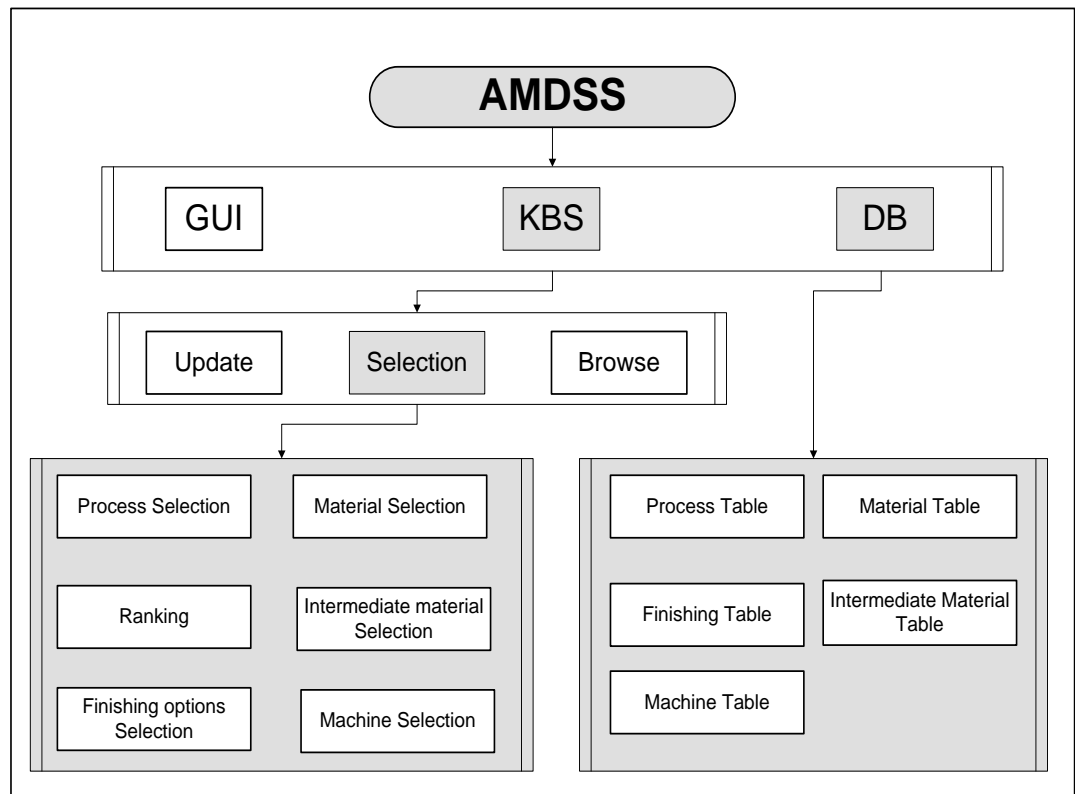 AMDSS
GUI
KBS
DB
Update
Selection
Browse
Process Selection
Material Selection
Ranking
Intermediate material
Selection
Finishing options
Selection
Machine Selection
Process Table
Material Table
Finishing Table
Intermediate Material
Table
Machine Table